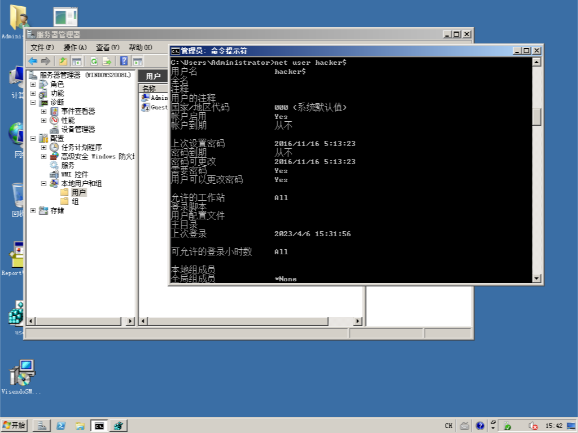 服务器管理器
文件(F) 操作(A) 查看(V) 帮助(H)
服务器管理器
角色
功能
诊断
事件查看器
性能
设备管理器
配置
任务计划程序
高级安全 Windows 防火
服务
WMI 控件
本地用户和组
用户
组
存储
用户
名称
Admin
Guest
管理员: 命令提示符
C:\Users\Administrator>net user hacker$
用户名 hacker$
全名
注释
用户的注释
国家/地区代码 000 (系统默认值)
帐户启用 Yes
帐户到期 从不
上次设置密码 2016/11/16 5:13:23
密码到期 从不
密码可更改 2016/11/16 5:13:23
需要密码 Yes
用户可以更改密码 Yes
允许的工作站 All
登录脚本
用户配置文件
主目录
上次登录 2023/4/6 15:31:56
可允许的登录小时数 All
本地组成员
全局组成员 *None
开始
CH
15:42